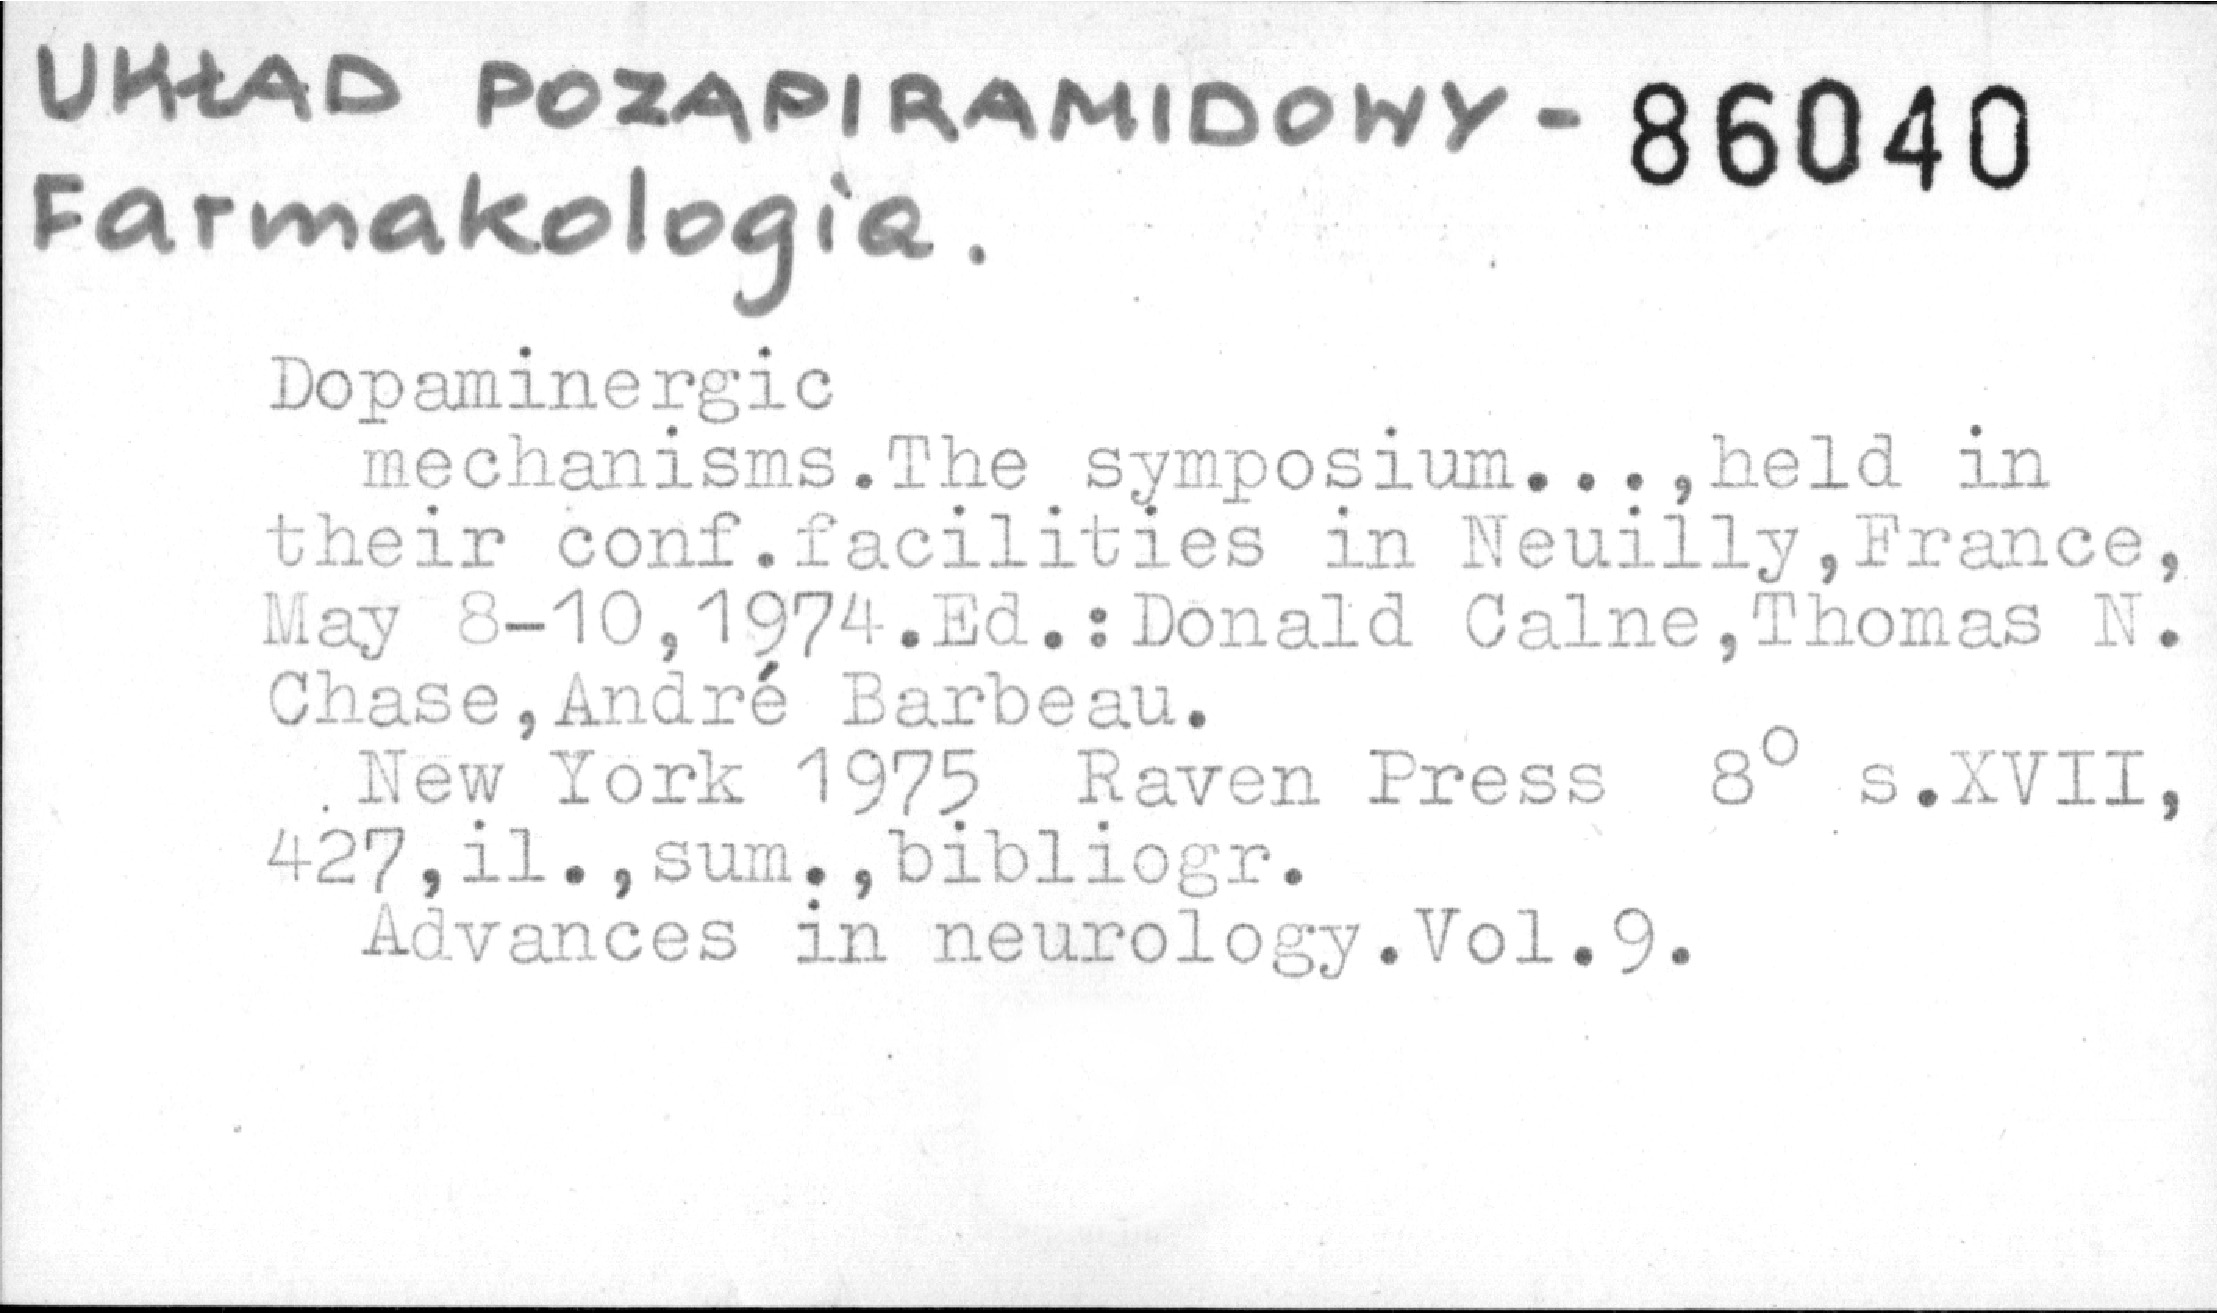 UKŁAD POZAPIRAMIDOWY - 86040
Farmakologia.
Dopaminergic
mechanisms.The symposium...,held in
their conf.facilities in Neuilly,France,
May 8-10,1974.Ed.:Donald Calne,Thomas N.
Chase,André Barbeau.
New York 1975 Raven Press 8° s.XVII,
427,il.,sum.,bibliogr.
Advances in neurology.Vol.9.